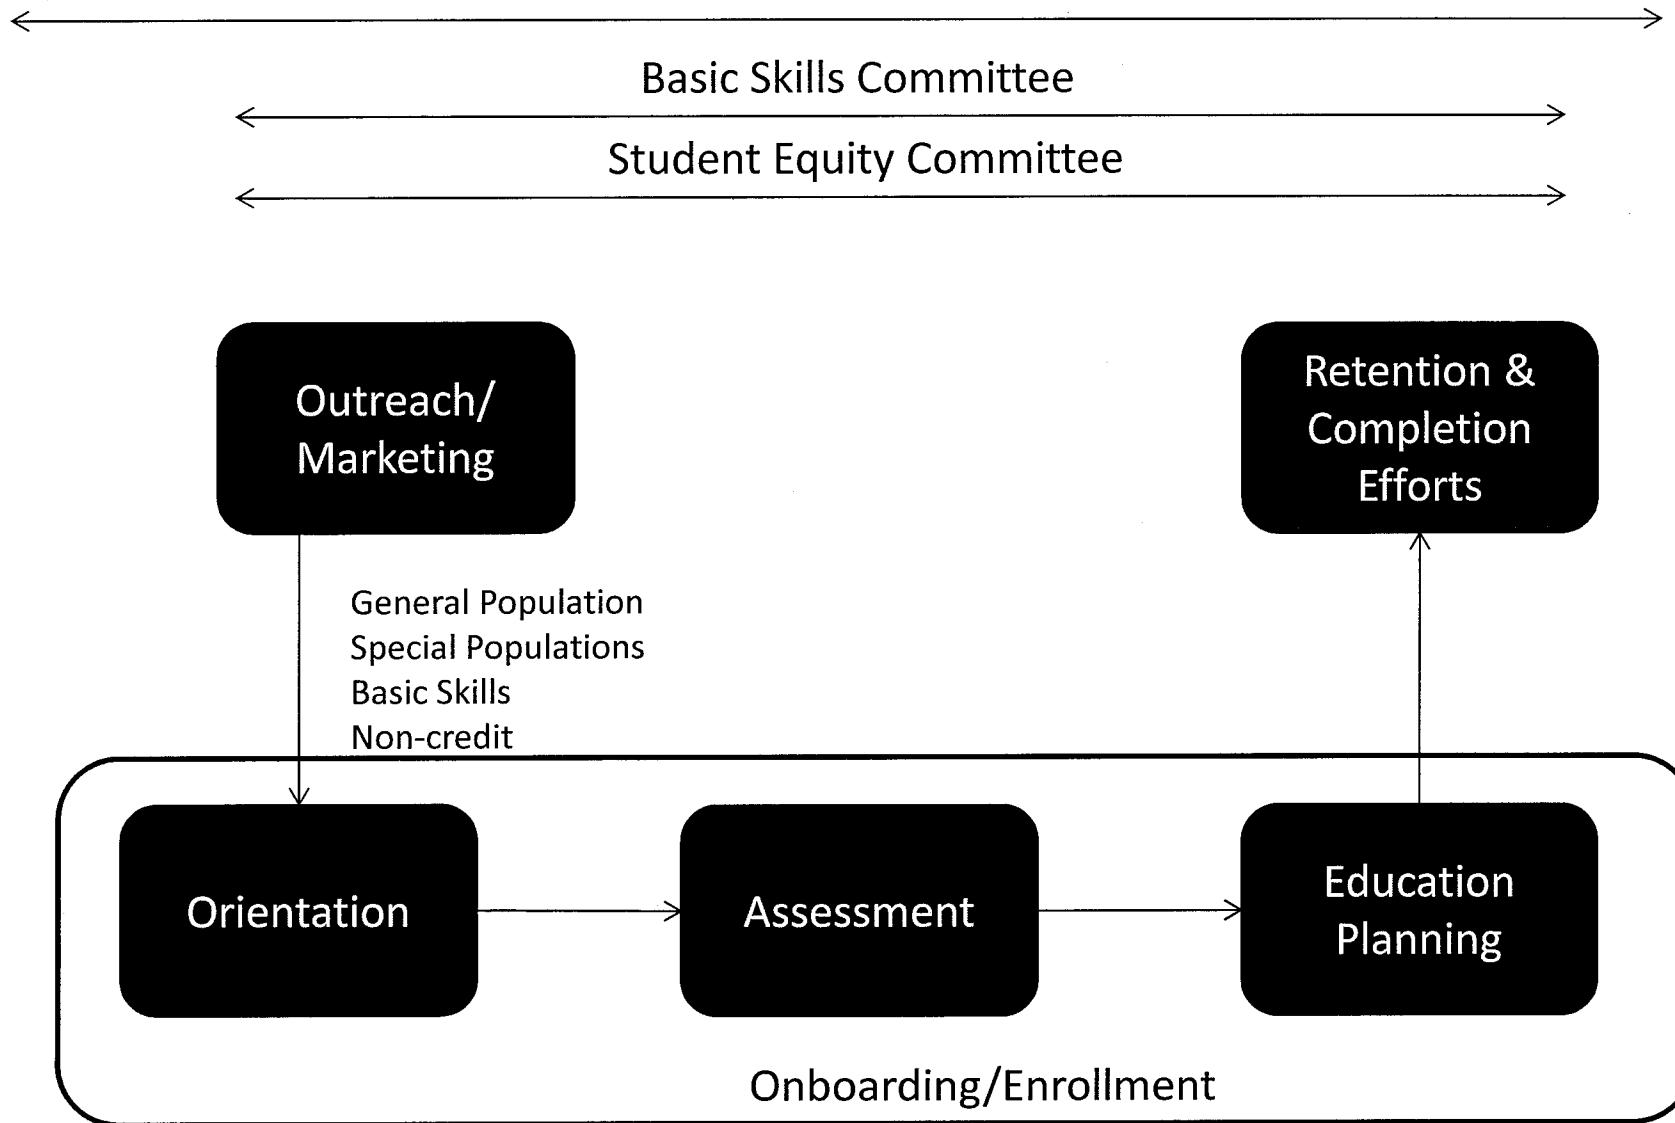 Basic Skills Committee
Student Equity Committee
Outreach/
Marketing
Retention &
Completion
Efforts
General Population
Special Populations
Basic Skills
Non-credit
Orientation
Assessment
Education
Planning
Onboarding/Enrollment